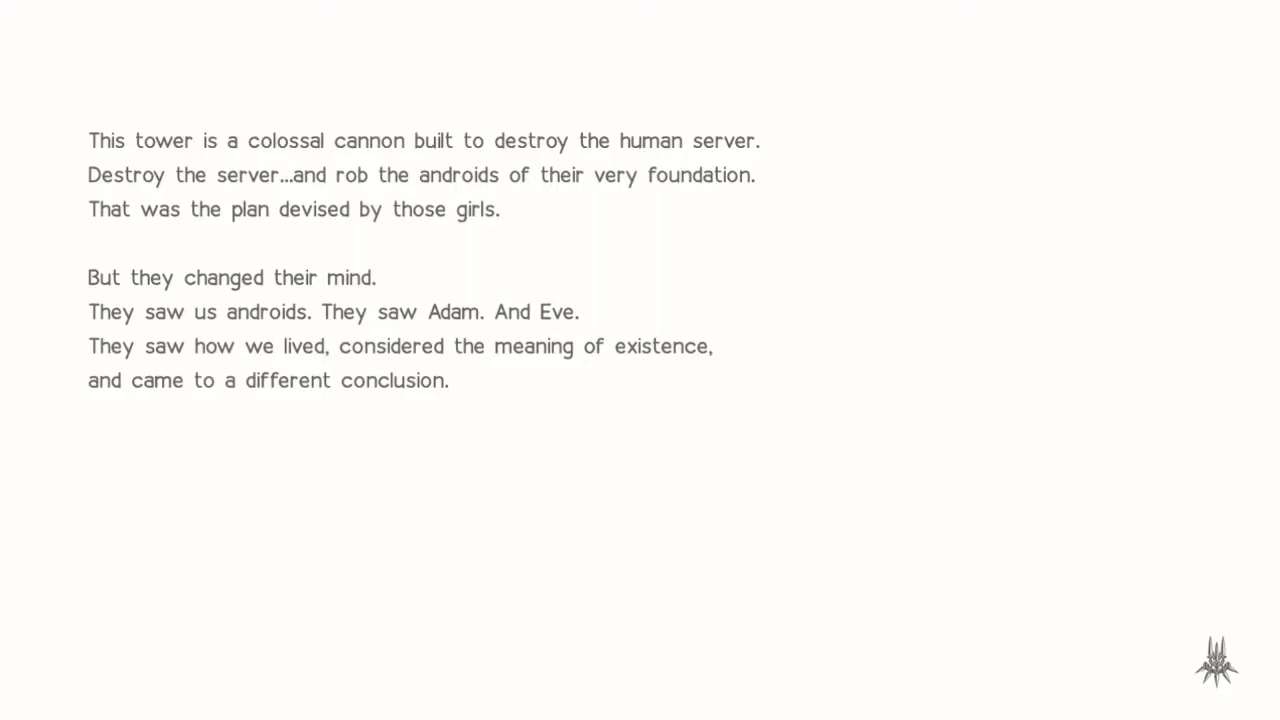 This tower is a colossal cannon built to destroy the human server.
Destroy the server...and rob the androids of their very foundation.
That was the plan devised by those girls.
But they changed their mind.
They saw us androids. They saw Adam. And Eve.
They saw how we lived, considered the meaning of existence,
and came to a different conclusion.